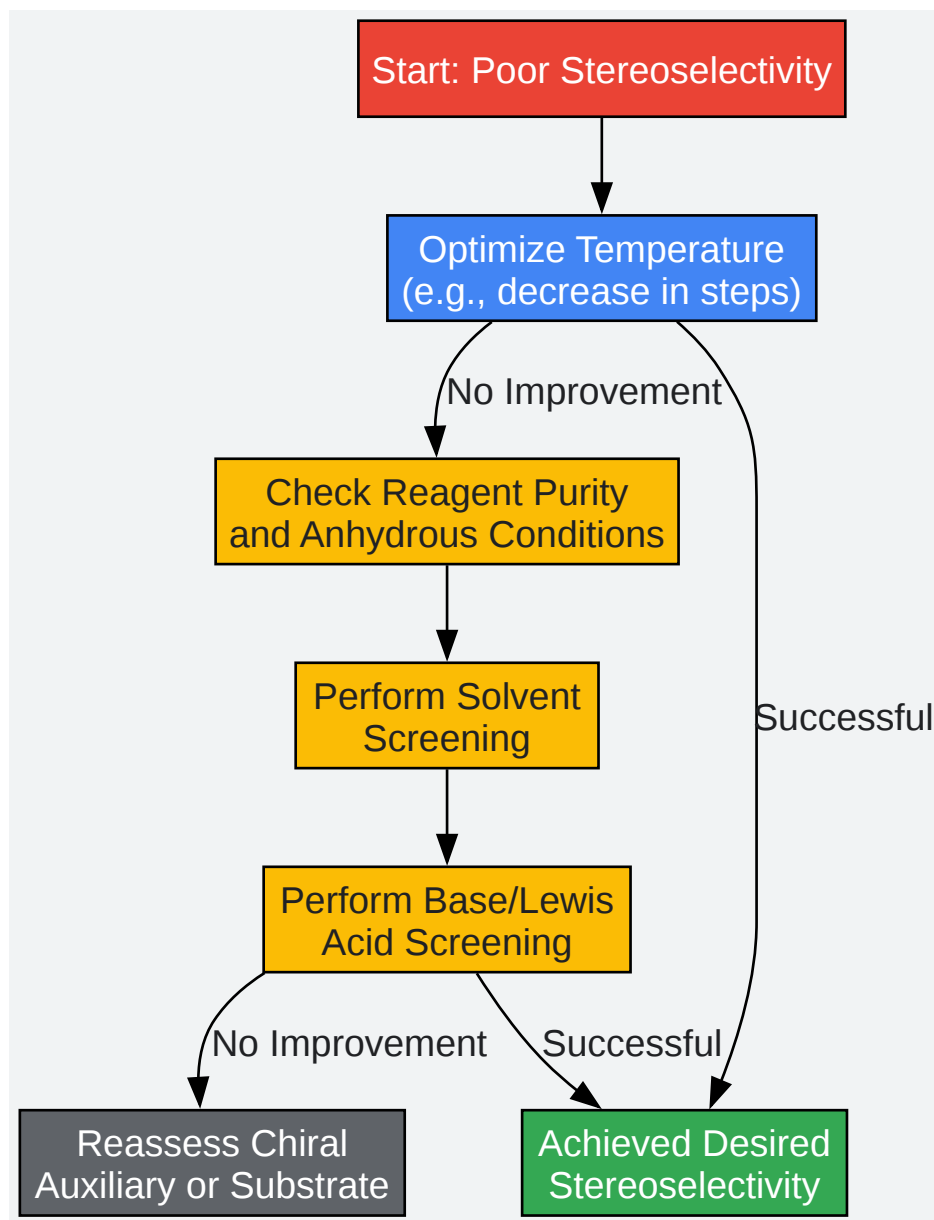 Start: Poor Stereoselectivity
Optimize Temperature
(e.g., decrease in steps)
No Improvement
Check Reagent Purity
and Anhydrous Conditions
Perform Solvent
Screening
Successful
Perform Base/Lewis
Acid Screening
No Improvement
Successful
Reassess Chiral
Auxiliary or Substrate
Achieved Desired
Stereoselectivity